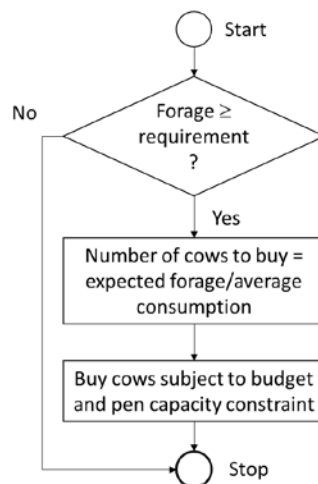 Start
No
Forage ≥
requirement
?
Yes
Number of cows to buy =
expected forage/average
consumption
Buy cows subject to budget
and pen capacity constraint
Stop